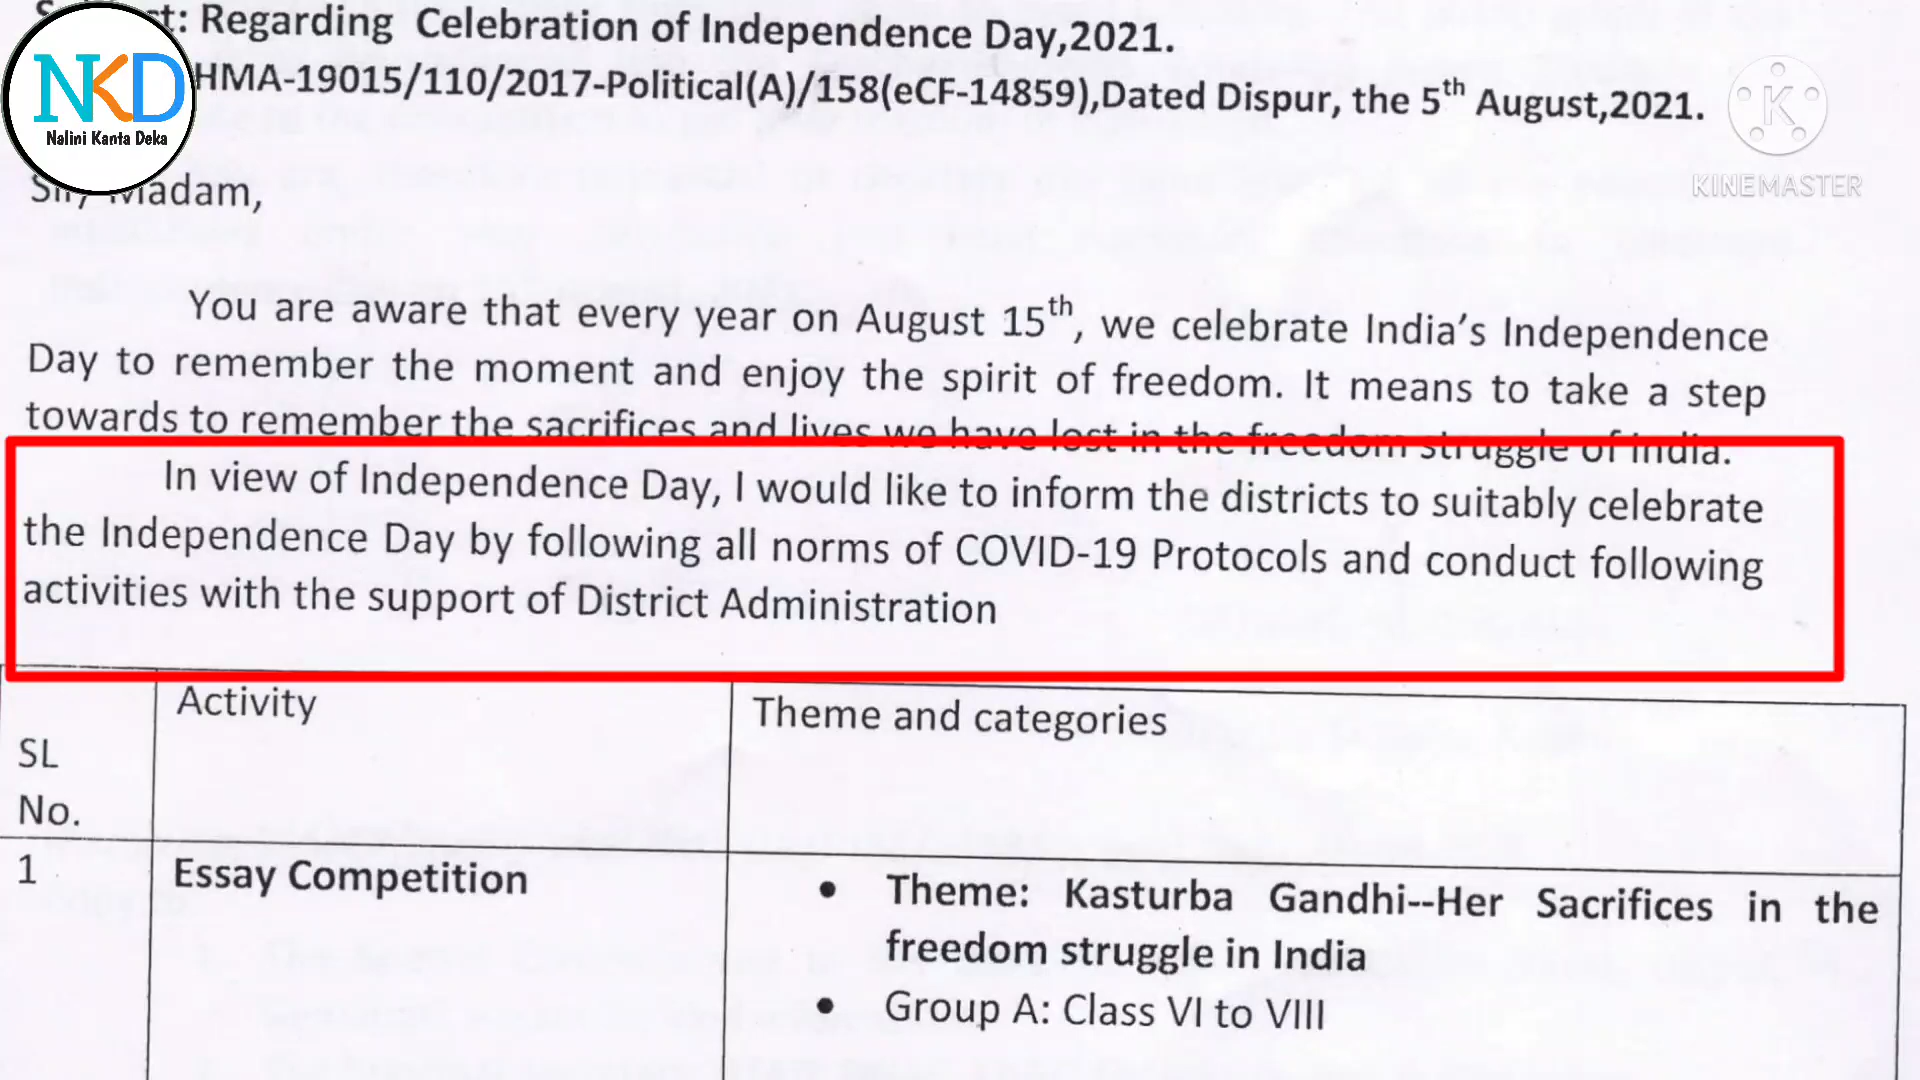 t: Regarding Celebration of Independence Day,2021.
HMA-19015/110/2017-Political(A)/158(eCF-14859),Dated Dispur, the 5th August,2021.
NKD
Nalini Kanta Deka
KINEMASTER
Sir/ Madam,
You are aware that every year on August 15th, we celebrate India's Independence
Day to remember the moment and enjoy the spirit of freedom. It means to take a step
towards to remember the sacrifices and lives we have lost in the freedom struggle of India.
In view of Independence Day, I would like to inform the districts to suitably celebrate
the Independence Day by following all norms of COVID-19 Protocols and conduct following
activities with the support of District Administration
SL
No.
Activity
Theme and categories
1
Essay Competition
• Theme: Kasturba Gandhi--Her Sacrifices in the
freedom struggle in India
• Group A: Class VI to VIII